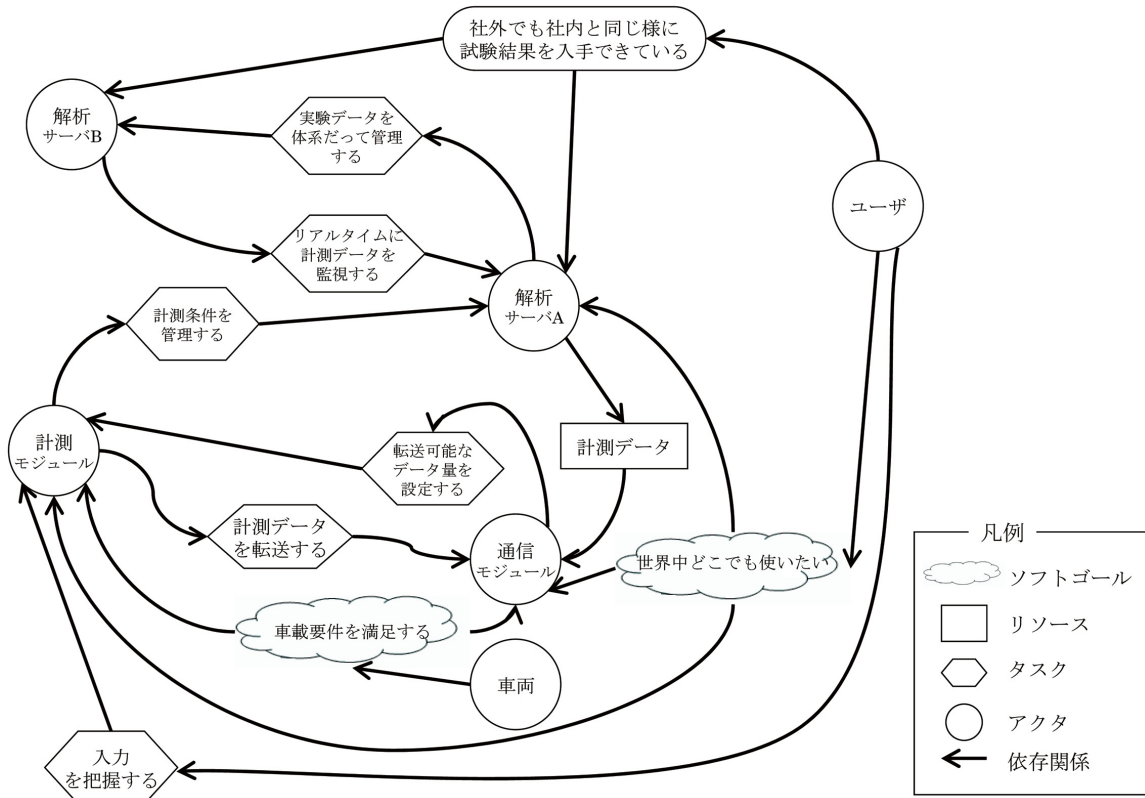 社外でも社内と同じ様に
試験結果を入手できている
解析
サーバB
実験データを
体系だって管理
する
ユーザ
リアルタイムに
計測データを
監視する
解析
サーバA
計測条件を
管理する
計測
モジュール
転送可能な
データ量を
設定する
計測データ
計測データ
を転送する
通信
モジュール
世界中どこでも使いたい
車載要件を満足する
車両
入力
を把握する
凡例
ソフトゴール
リソース
タスク
アクタ
依存関係